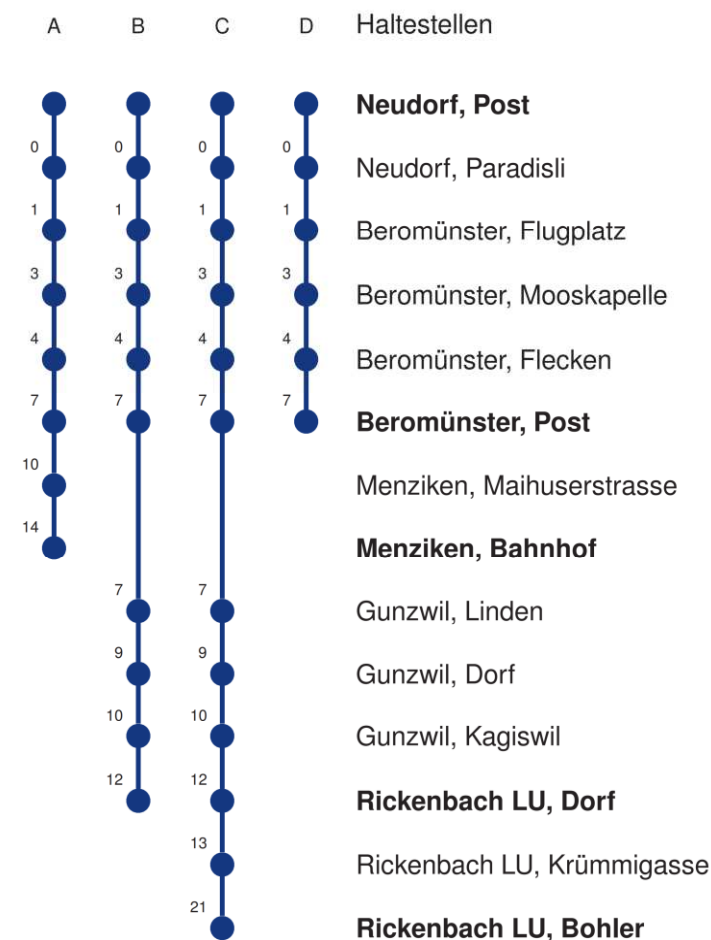 A B C D Haltestellen
Neudorf, Post
0 0 0 0 Neudorf, Paradisli
1 1 1 1 Beromünster, Flugplatz
3 3 3 3 Beromünster, Mooskapelle
4 4 4 4 Beromünster, Flecken
7 7 7 7 Beromünster, Post
10 Menziken, Maihuserstrasse
14 Menziken, Bahnhof
7 7 Gunzwil, Linden
9 9 Gunzwil, Dorf
10 10 Gunzwil, Kagiswil
12 12 Rickenbach LU, Dorf
13 Rickenbach LU, Krümmigasse
21 Rickenbach LU, Bohler